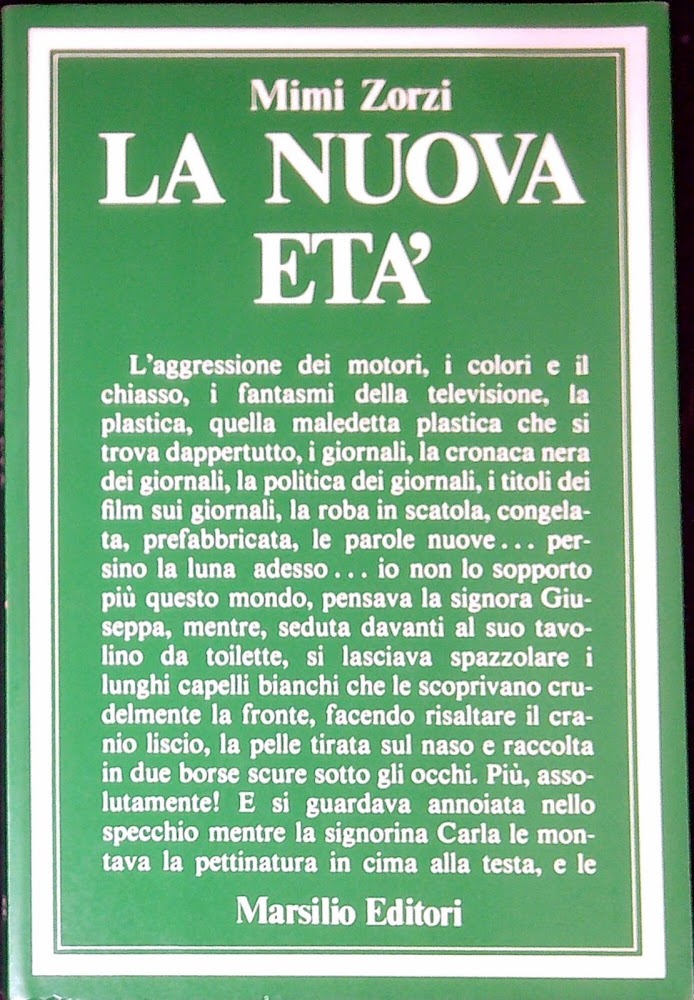 Mimi Zorzi
LA NUOVA
ETA'
L'aggressione dei motori, i colori e il
chiasso, i fantasmi della televisione, la
plastica, quella maledetta plastica che si
trova dappertutto, i giornali, la cronaca nera
dei giornali, la politica dei giornali, i titoli dei
film sui giornali, la roba in scatola, congela-
ta, prefabbricata, le parole nuove... per-
sino la luna adesso... io non lo sopporto
più questo mondo, pensava la signora Giu-
seppa, mentre, seduta davanti al suo tavo-
lino da toilette, si lasciava spazzolare i
lunghi capelli bianchi che le scoprivano cru-
delmente la fronte, facendo risaltare il cra-
nio liscio, la pelle tirata sul naso e raccolta
in due borse scure sotto gli occhi. Più, asso-
lutamente! E si guardava annoiata nello
specchio mentre la signorina Carla le mon-
tava la pettinatura in cima alla testa, e le
Marsilio Editori